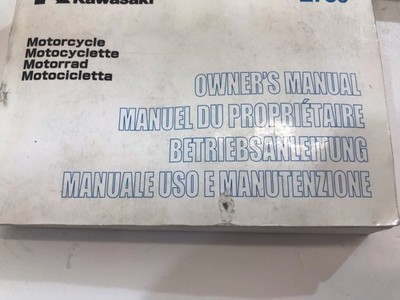 Kawasaki
Motorcycle
Motocyclette
Motorrad
Motocicletta
OWNER'S MANUAL
MANUEL DU PROPRIÉTAIRE
BETRIEBSANLEITUNG
MANUALE USO E MANUTENZIONE